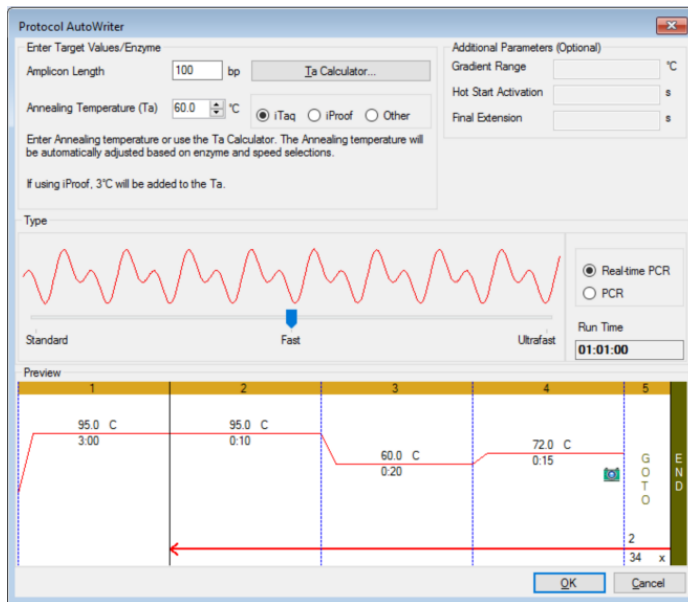 Protocol AutoWriter
Enter Target Values/Enzyme
Amplicon Length 100 bp Ta Calculator...
Annealing Temperature (Ta) 60.0 °C iTaq iProof Other
Enter Annealing temperature or use the Ta Calculator. The Annealing temperature will
be automatically adjusted based on enzyme and speed selections.
If using iProof, 3°C will be added to the Ta.
Additional Parameters (Optional)
Gradient Range °C
Hot Start Activation s
Final Extension s
Type
Standard Fast Ultrafast
Real-time PCR
PCR
Run Time
01:01:00
Preview
1 2 3 4 5
95.0 C
3:00
95.0 C
0:10
60.0 C
0:20
72.0 C
0:15
GOTO
2
34 x
END
OK Cancel